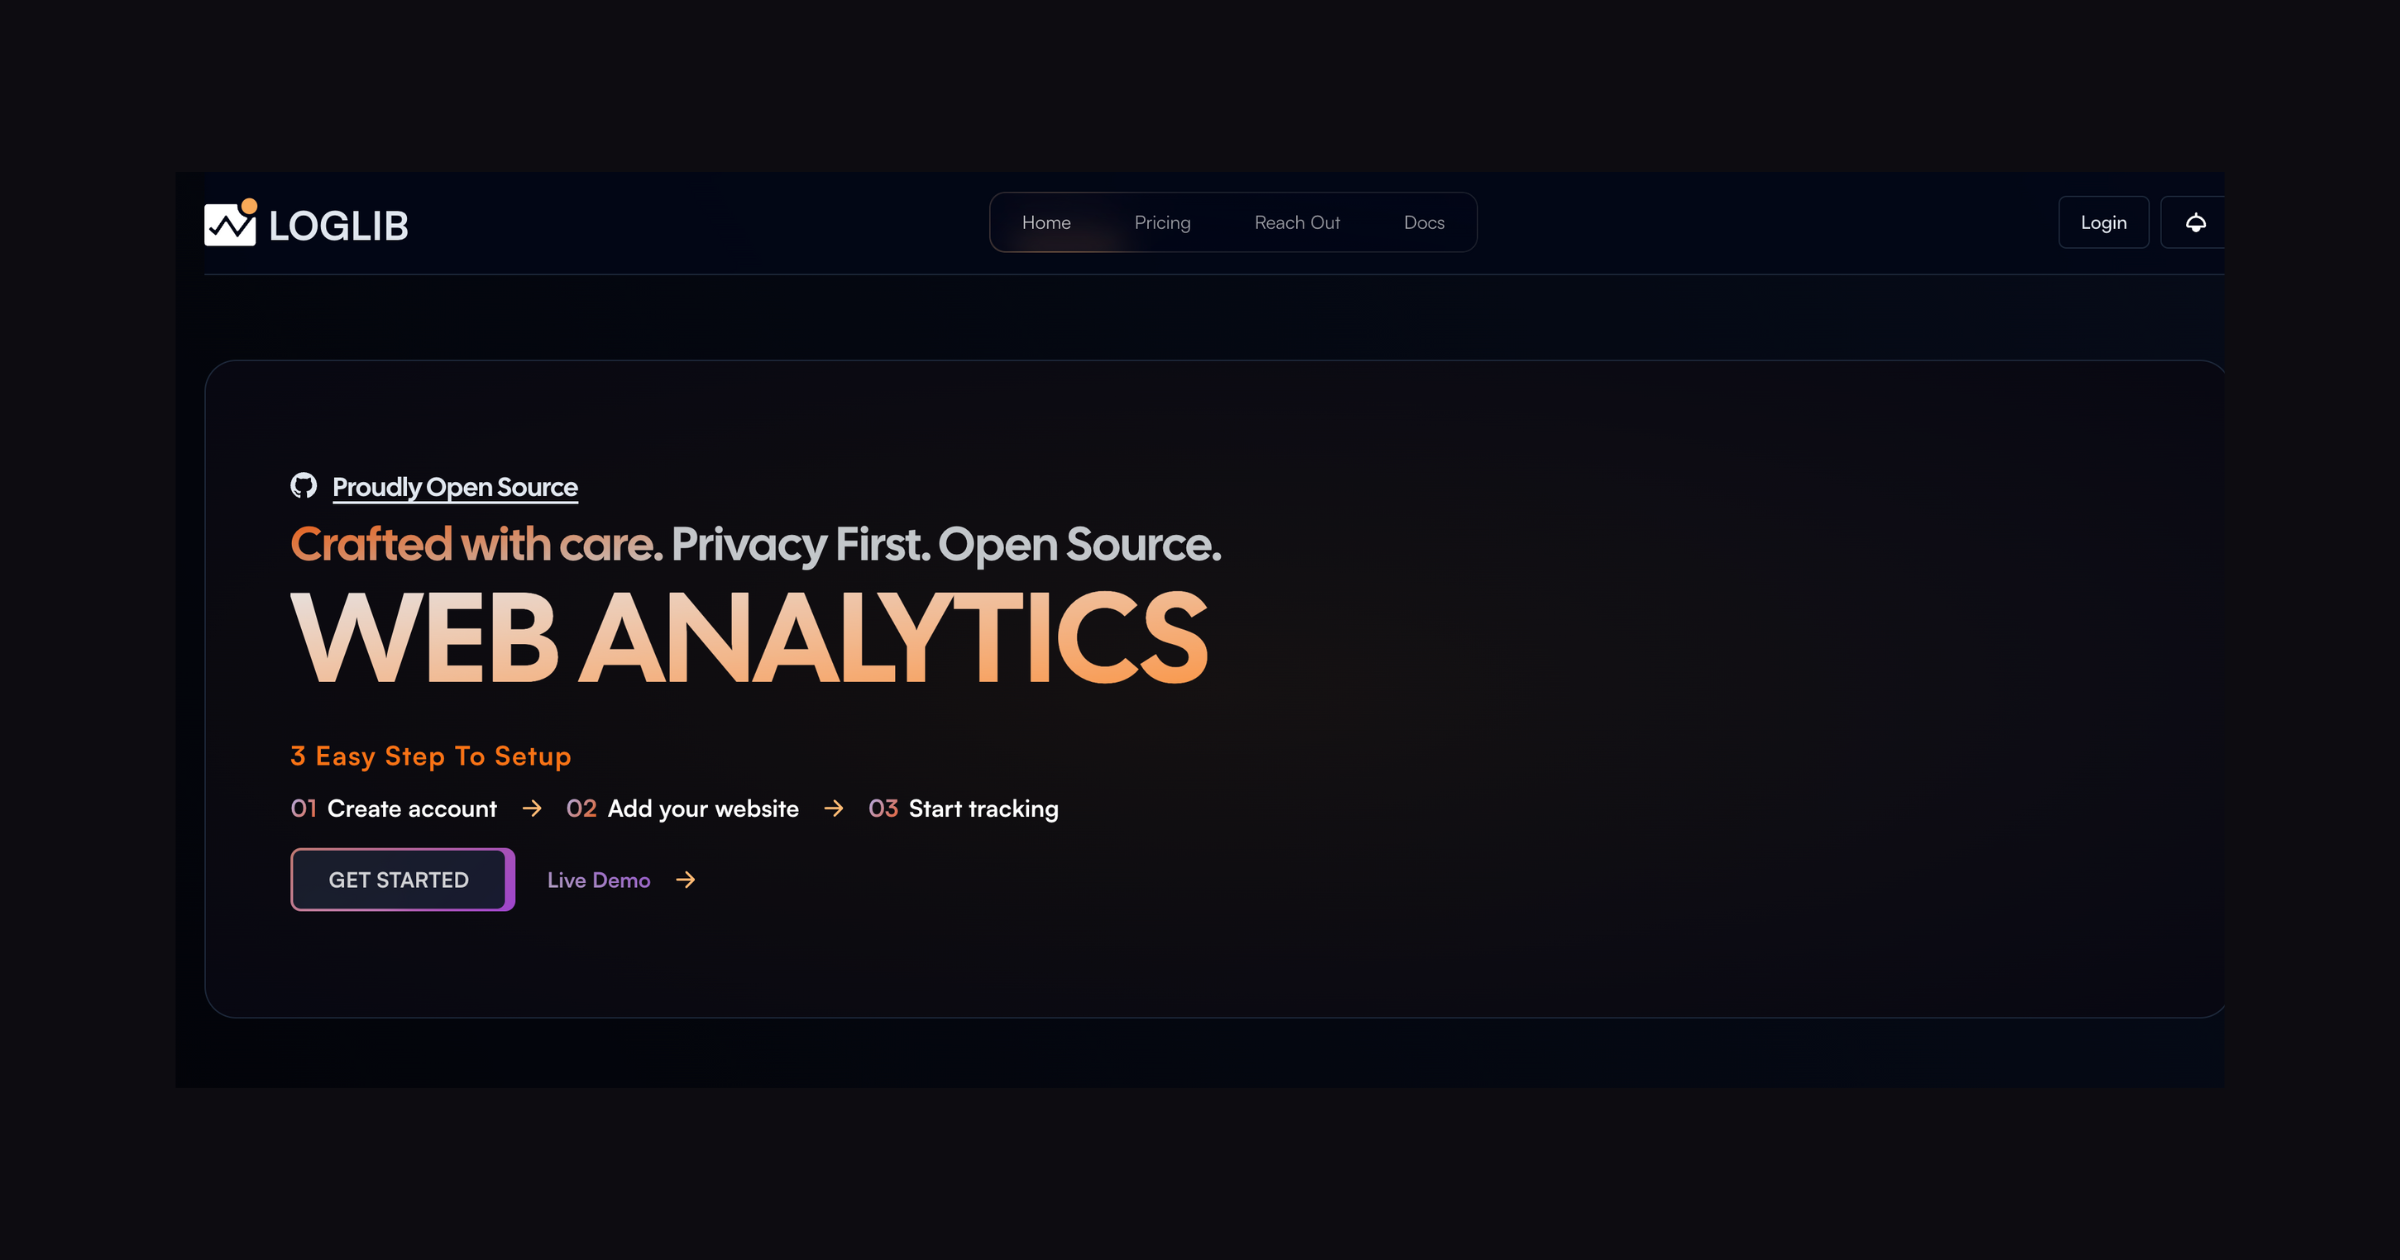 LOGLIB
Home Pricing Reach Out Docs
Login
Proudly Open Source
Crafted with care. Privacy First. Open Source.
WEB ANALYTICS
3 Easy Step To Setup
01 Create account → 02 Add your website → 03 Start tracking
GET STARTED Live Demo →